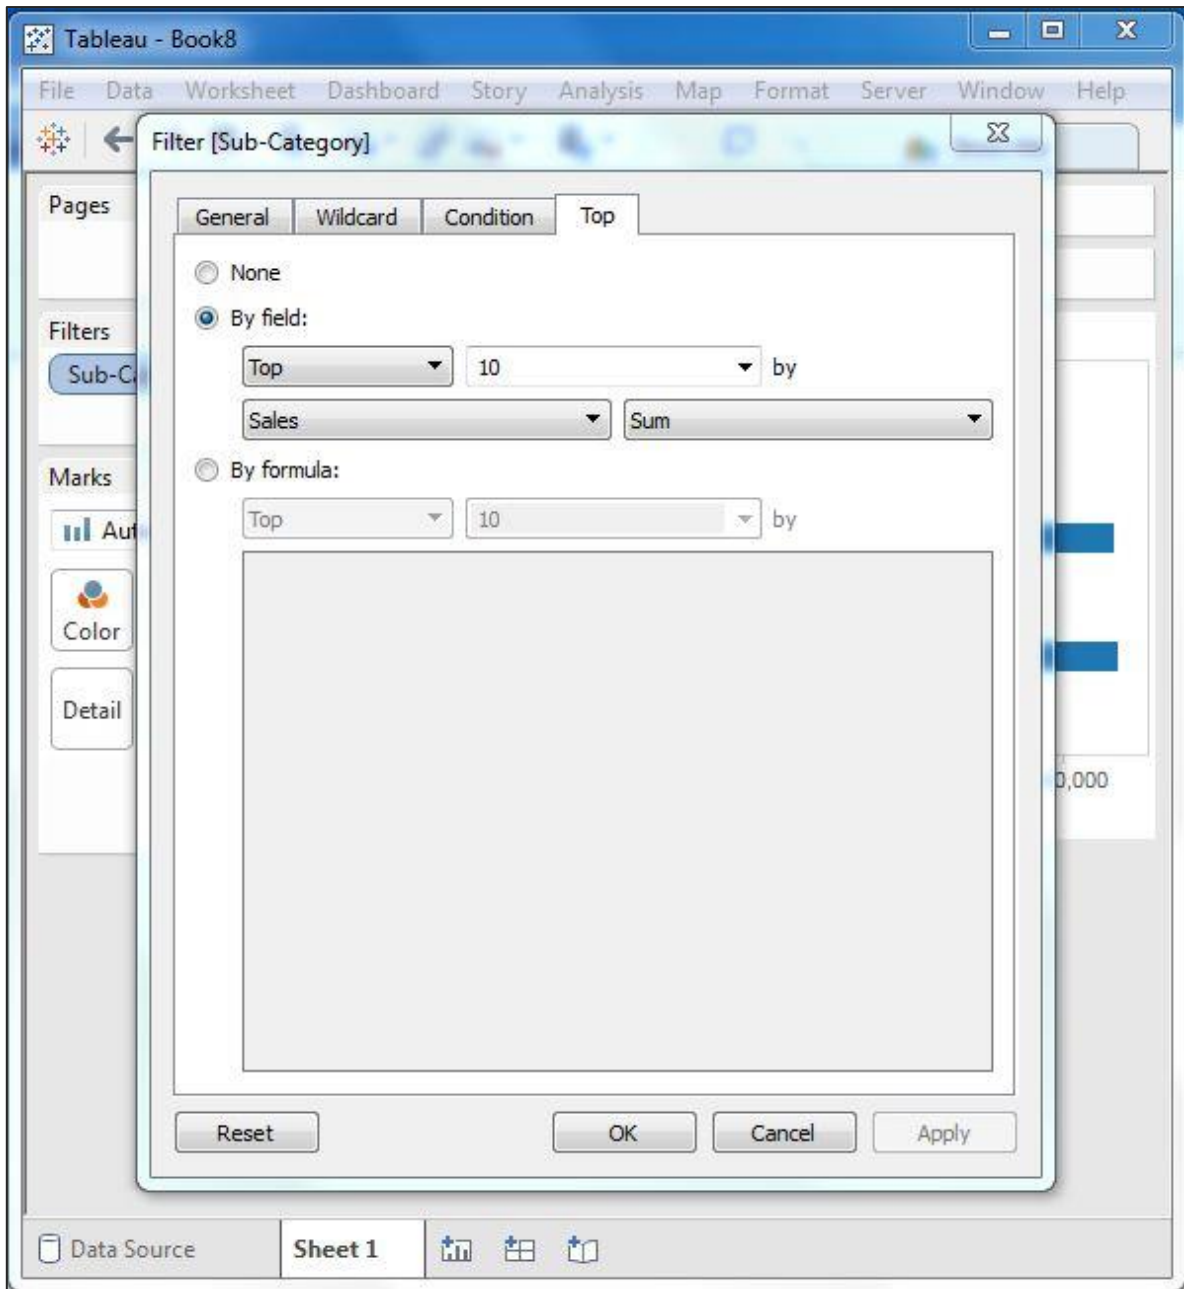 Tableau - Book8
File Data Worksheet Dashboard Story Analysis Map Format Server Window Help
Filter [Sub-Category]
Pages
General Wildcard Condition Top
None
By field:
Filters
Top 10 by
Sub-C
Sales Sum
By formula:
Marks
Top 10 by
Aut
Color
Detail
0,000
Reset OK Cancel Apply
Data Source Sheet 1